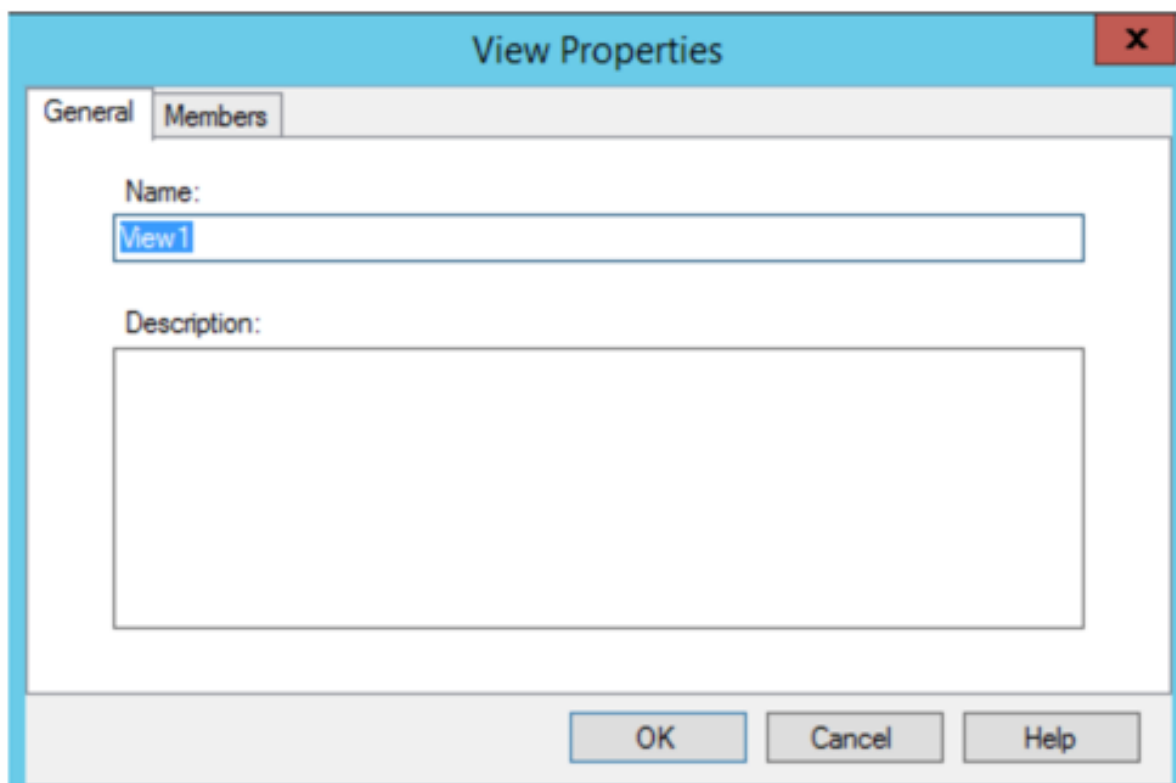 View Properties
x
General Members
Name:
View1
Description:
OK Cancel Help